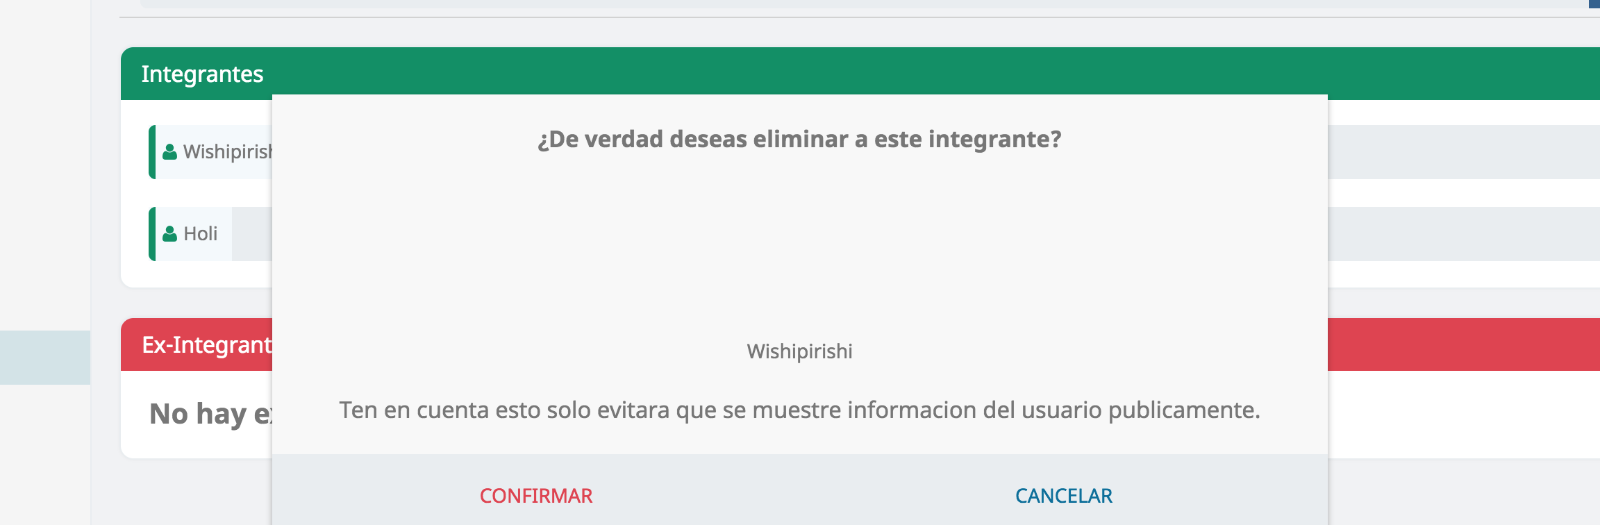 Integrantes
¿De verdad deseas eliminar a este integrante?
Wishipirishi
Holi
Ex-Integrant
Wishipirishi
No hay
Ten en cuenta esto solo evitara que se muestre informacion del usuario publicamente.
CONFIRMAR
CANCELAR